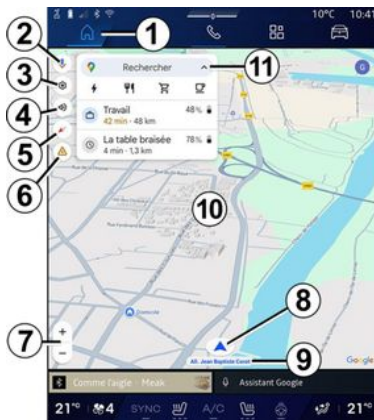 10°C 10:41
1
2
3
4
5
6
7
8
9
10
11
Rechercher
G
Travail
48%
42 min · 48 km
La table braisée
78%
4 min · 1,3 km
+
−
All. Jean Baptiste Corot
Google
Comme l'aigle - Meak
Assistant Google
21°C
4
SYNC
A/C
21°C